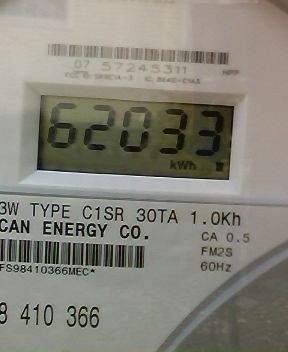 07 57245311
HPP
62033
kWh
3W TYPE C1SR 30TA 1.0Kh
CAN ENERGY CO.
CA 0.5
FM2S
60Hz
FS98410366MEC*
8 410 366